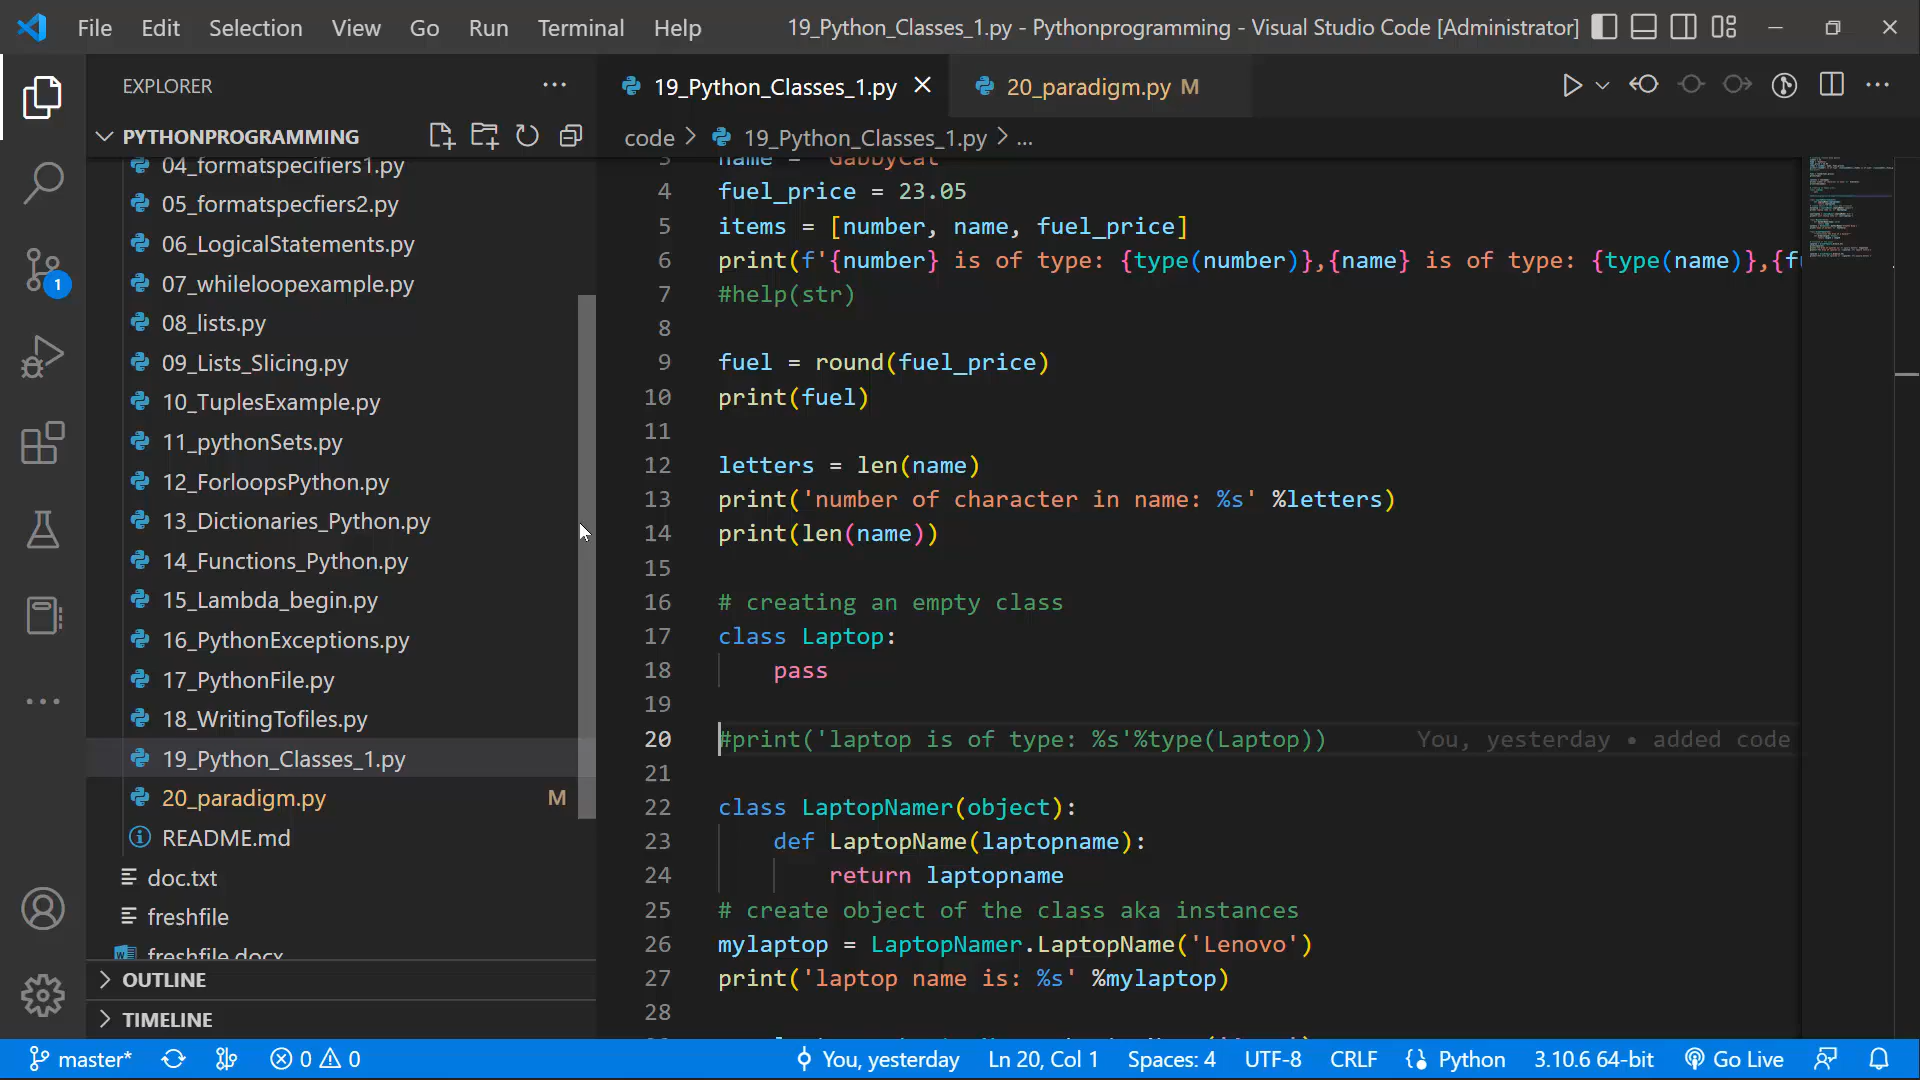 File Edit Selection View Go Run Terminal Help
19_Python_Classes_1.py - Pythonprogramming - Visual Studio Code [Administrator]
EXPLORER
PYTHONPROGRAMMING
04_formatspecifiers1.py
05_formatspecfiers2.py
06_LogicalStatements.py
07_whileloopexample.py
08_lists.py
09_Lists_Slicing.py
10_TuplesExample.py
11_pythonSets.py
12_ForloopsPython.py
13_Dictionaries_Python.py
14_Functions_Python.py
15_Lambda_begin.py
16_PythonExceptions.py
17_PythonFile.py
18_WritingTofiles.py
19_Python_Classes_1.py
20_paradigm.py M
README.md
doc.txt
freshfile
freshfile.docx
OUTLINE
TIMELINE
1
19_Python_Classes_1.py
20_paradigm.py M
code > 19_Python_Classes_1.py > ...
3 name = GabbyCat
4 fuel_price = 23.05
5 items = [number, name, fuel_price]
6 print(f'{number} is of type: {type(number)},{name} is of type: {type(name)},{fu
7 #help(str)
8
9 fuel = round(fuel_price)
10 print(fuel)
11
12 letters = len(name)
13 print('number of character in name: %s' %letters)
14 print(len(name))
15
16 # creating an empty class
17 class Laptop:
18 pass
19
20 #print('laptop is of type: %s'%type(Laptop)) You, yesterday • added code
21
22 class LaptopNamer(object):
23 def LaptopName(laptopname):
24 return laptopname
25 # create object of the class aka instances
26 mylaptop = LaptopNamer.LaptopName('Lenovo')
27 print('laptop name is: %s' %mylaptop)
28
master* 0 0 You, yesterday Ln 20, Col 1 Spaces: 4 UTF-8 CRLF Python 3.10.6 64-bit Go Live